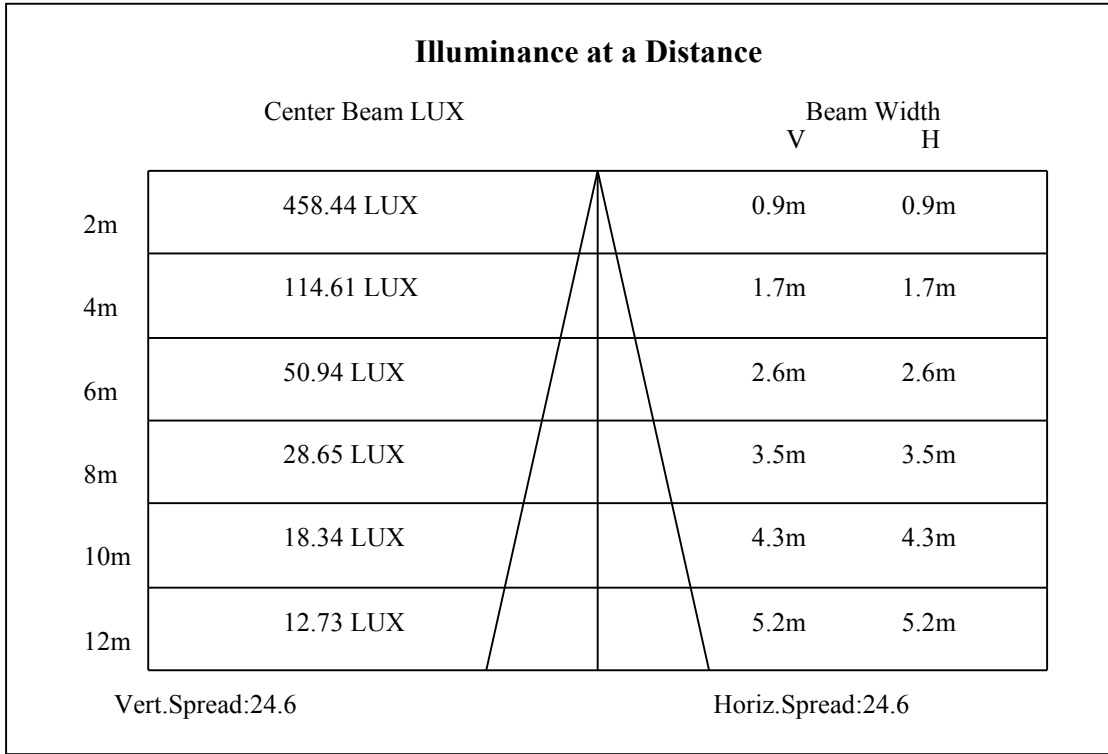 Illuminance at a Distance
Center Beam LUX Beam Width
V H
2m 458.44 LUX 0.9m 0.9m
4m 114.61 LUX 1.7m 1.7m
6m 50.94 LUX 2.6m 2.6m
8m 28.65 LUX 3.5m 3.5m
10m 18.34 LUX 4.3m 4.3m
12m 12.73 LUX 5.2m 5.2m
Vert.Spread:24.6 Horiz.Spread:24.6